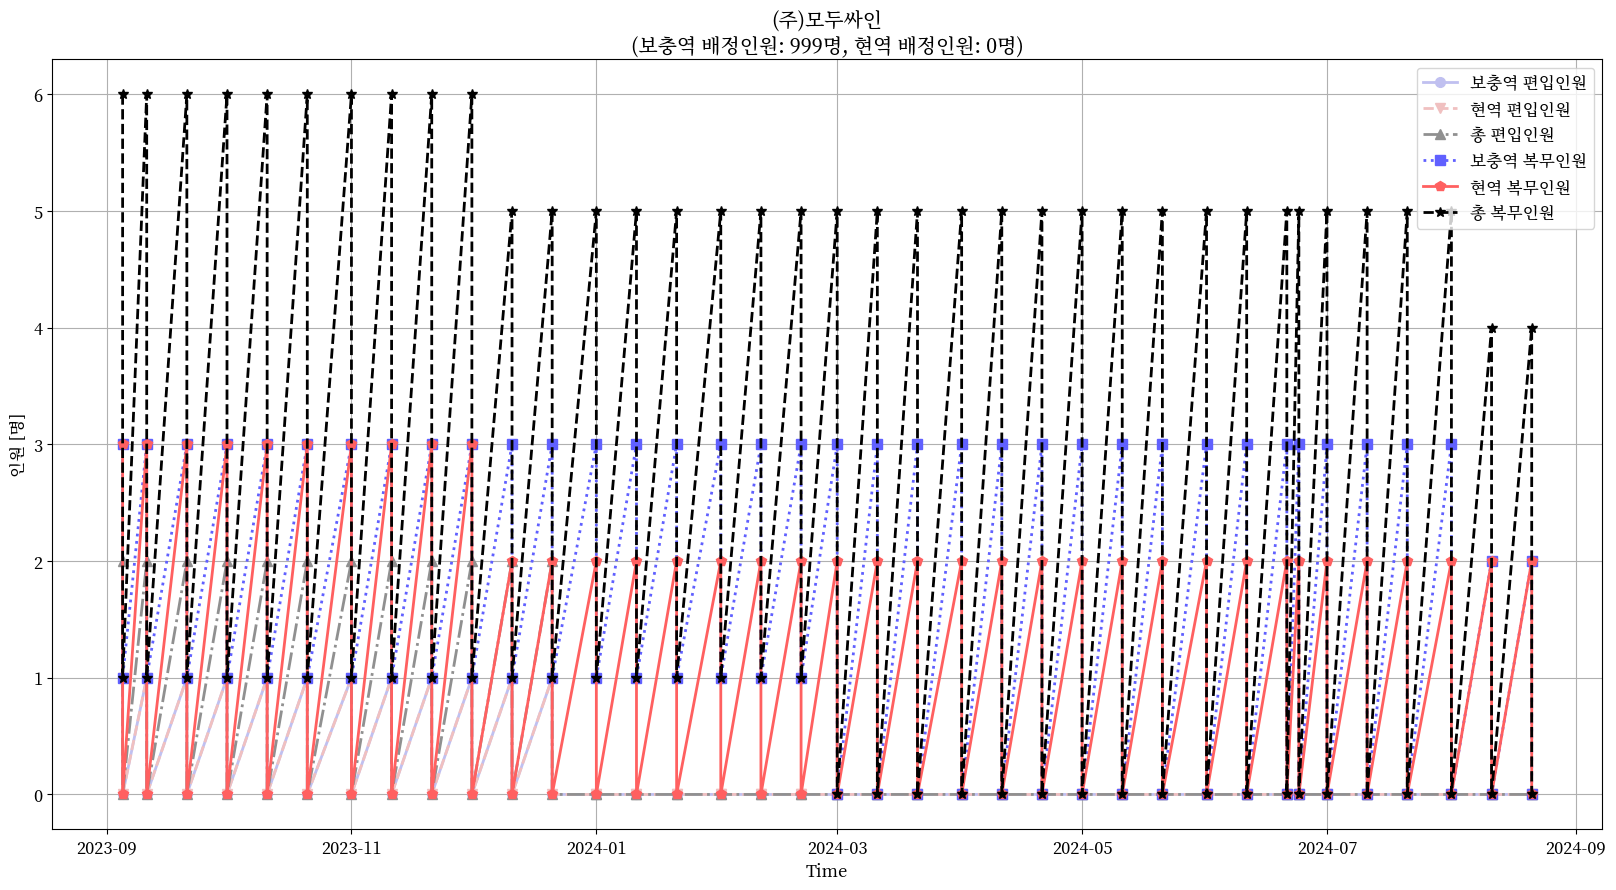 (주)모두싸인
(보충역 배정인원: 999명, 현역 배정인원: 0명)
보충역 편입인원
현역 편입인원
총 편입인원
보충역 복무인원
현역 복무인원
총 복무인원
인원 [명]
6
5
4
3
2
1
0
2023-09
2023-11
2024-01
2024-03
2024-05
2024-07
2024-09
Time